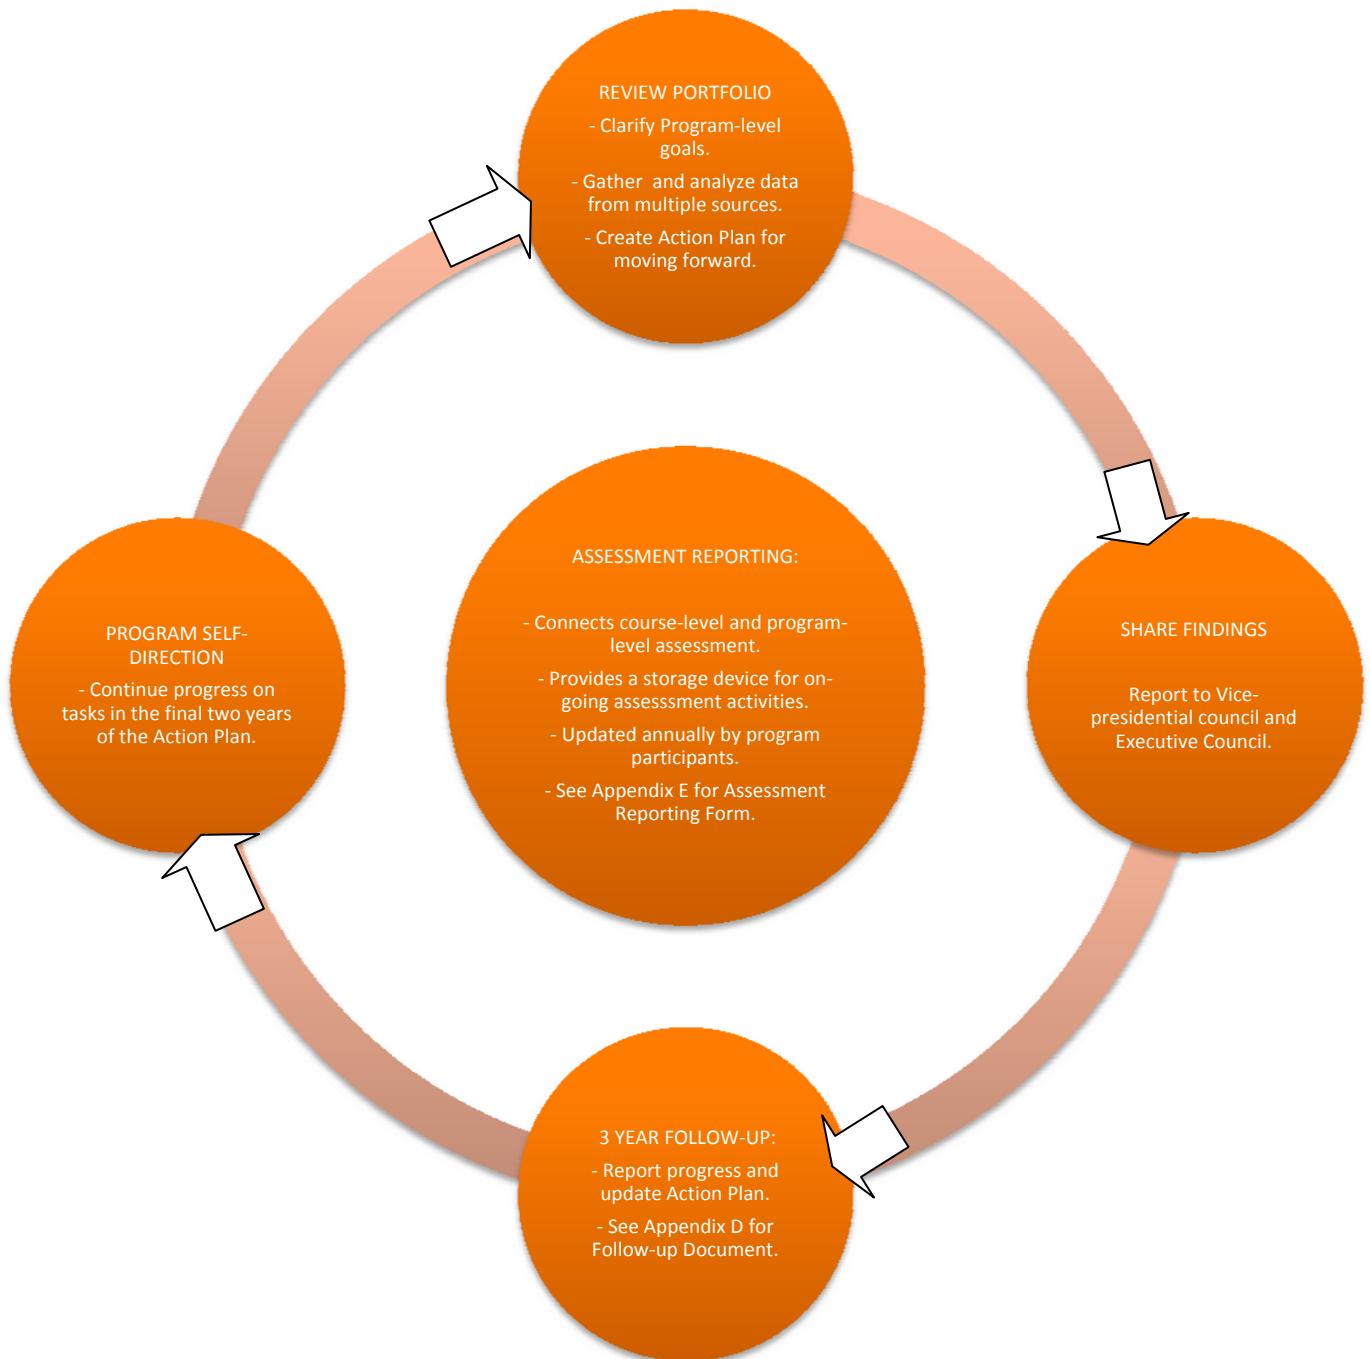 REVIEW PORTFOLIO
- Clarify Program-level
goals.
- Gather and analyze data
from multiple sources.
- Create Action Plan for
moving forward.
ASSESSMENT REPORTING:
- Connects course-level and program-
level assessment.
- Provides a storage device for on-
going assesssment activities.
- Updated annually by program
participants.
- See Appendix E for Assessment
Reporting Form.
PROGRAM SELF-
DIRECTION
- Continue progress on
tasks in the final two years
of the Action Plan.
SHARE FINDINGS
Report to Vice-
presidential council and
Executive Council.
3 YEAR FOLLOW-UP:
- Report progress and
update Action Plan.
- See Appendix D for
Follow-up Document.